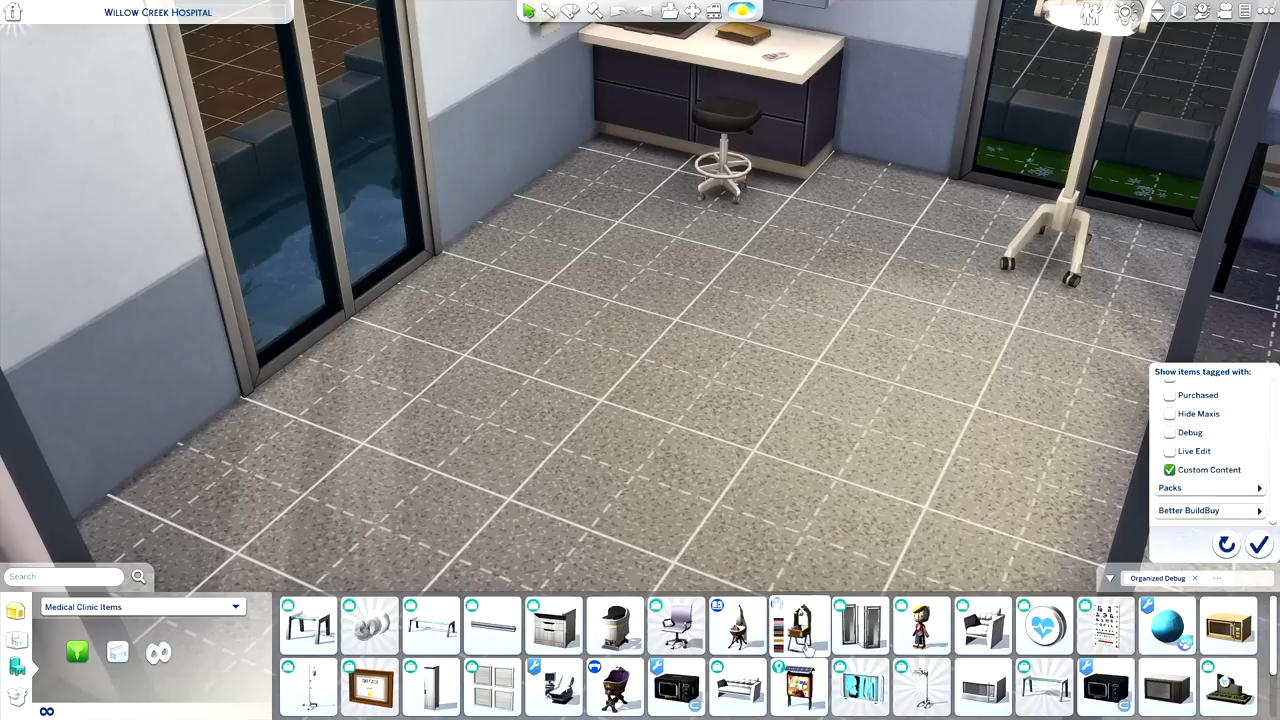 WILLOW CREEK HOSPITAL
Show items tagged with:
Purchased
Hide Maxis
Debug
Live Edit
Custom Content
Packs
Better BuildBuy
Organized Debug
Search
Medical Clinic Items